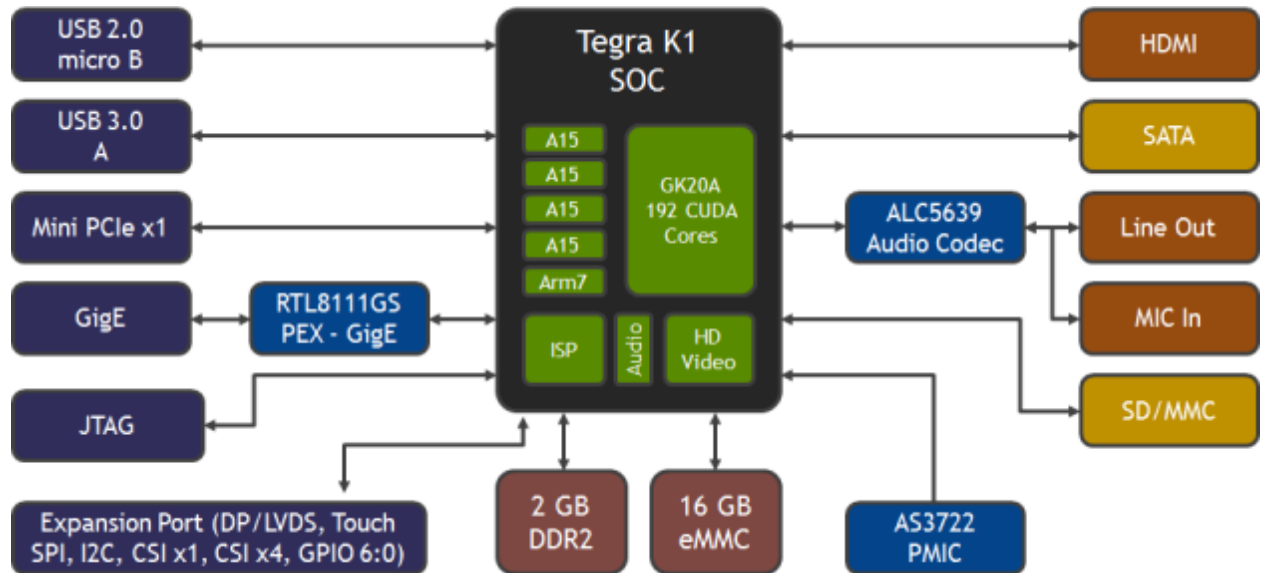 USB 2.0
micro B
USB 3.0
A
Mini PCIe x1
GigE
RTL8111GS
PEX - GigE
JTAG
Expansion Port (DP/LVDS, Touch
SPI, I2C, CSI x1, CSI x4, GPIO 6:0)
Tegra K1
SOC
A15
A15
A15
A15
Arm7
GK20A
192 CUDA
Cores
ISP
Audio
HD
Video
2 GB
DDR2
16 GB
eMMC
HDMI
SATA
ALC5639
Audio Codec
Line Out
MIC In
SD/MMC
AS3722
PMIC